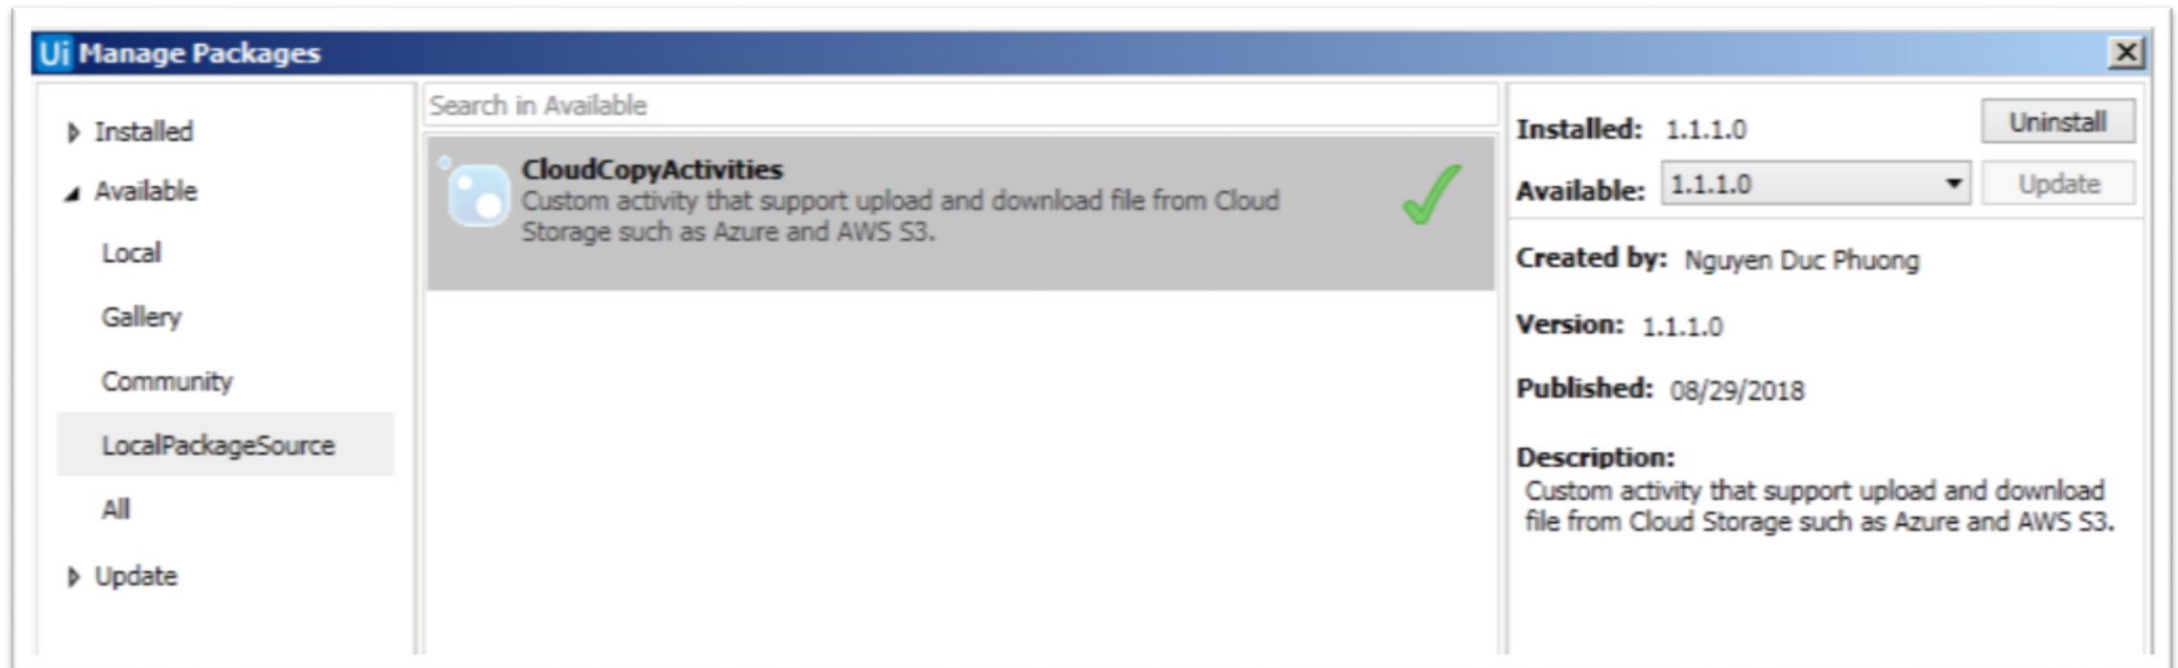 Ui Manage Packages
Installed
Available
Local
Gallery
Community
LocalPackageSource
All
Update
Search in Available
CloudCopyActivities
Custom activity that support upload and download file from Cloud
Storage such as Azure and AWS S3.
Installed: 1.1.1.0 Uninstall
Available: 1.1.1.0 Update
Created by: Nguyen Duc Phuong
Version: 1.1.1.0
Published: 08/29/2018
Description:
Custom activity that support upload and download
file from Cloud Storage such as Azure and AWS S3.